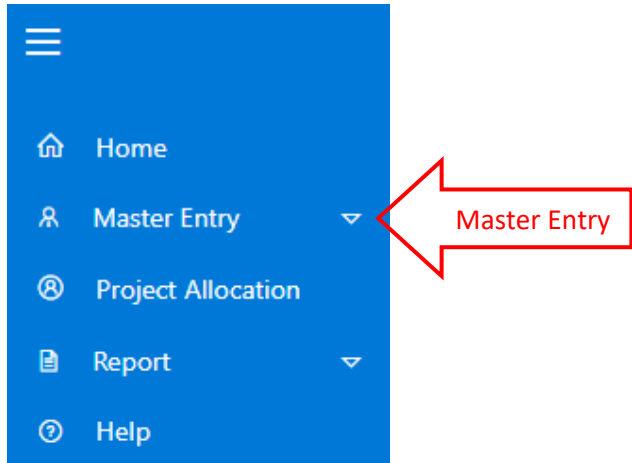 Home
Master Entry
Master Entry
Project Allocation
Report
Help